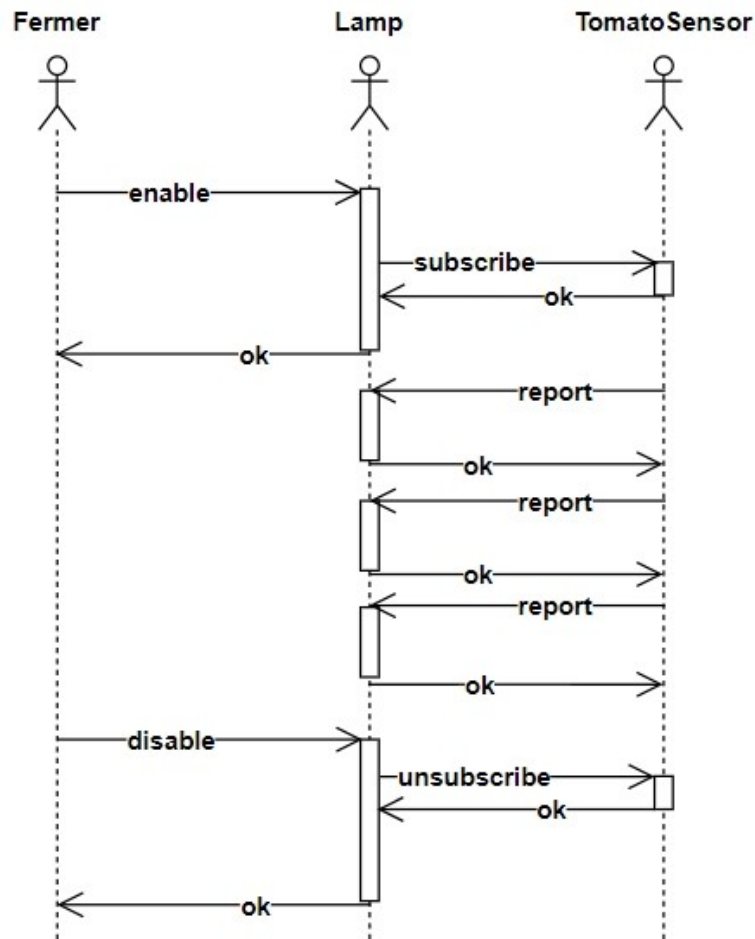 Fermer Lamp TomatoSensor
enable
subscribe
ok
ok
report
ok
report
ok
report
ok
disable
unsubscribe
ok
ok